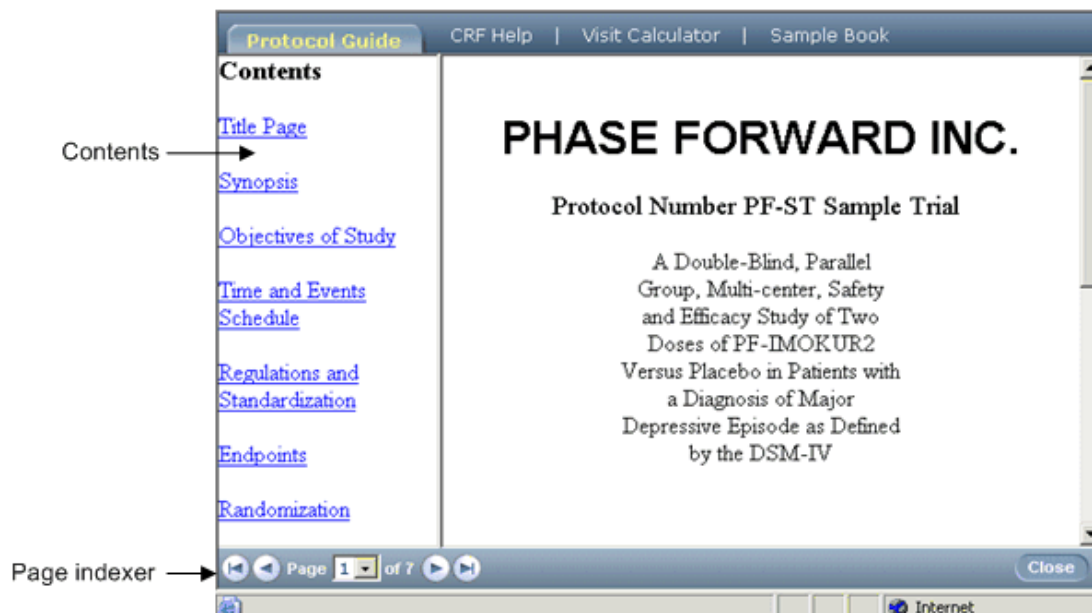 Protocol Guide CRF Help | Visit Calculator | Sample Book
Contents
Title Page
Contents
Synopsis
Objectives of Study
Time and Events
Schedule
Regulations and
Standardization
Endpoints
Randomization
PHASE FORWARD INC.
Protocol Number PF-ST Sample Trial
A Double-Blind, Parallel
Group, Multi-center, Safety
and Efficacy Study of Two
Doses of PF-IMOKUR2
Versus Placebo in Patients with
a Diagnosis of Major
Depressive Episode as Defined
by the DSM-IV
Page indexer
Page 1 of 7
Close
Internet